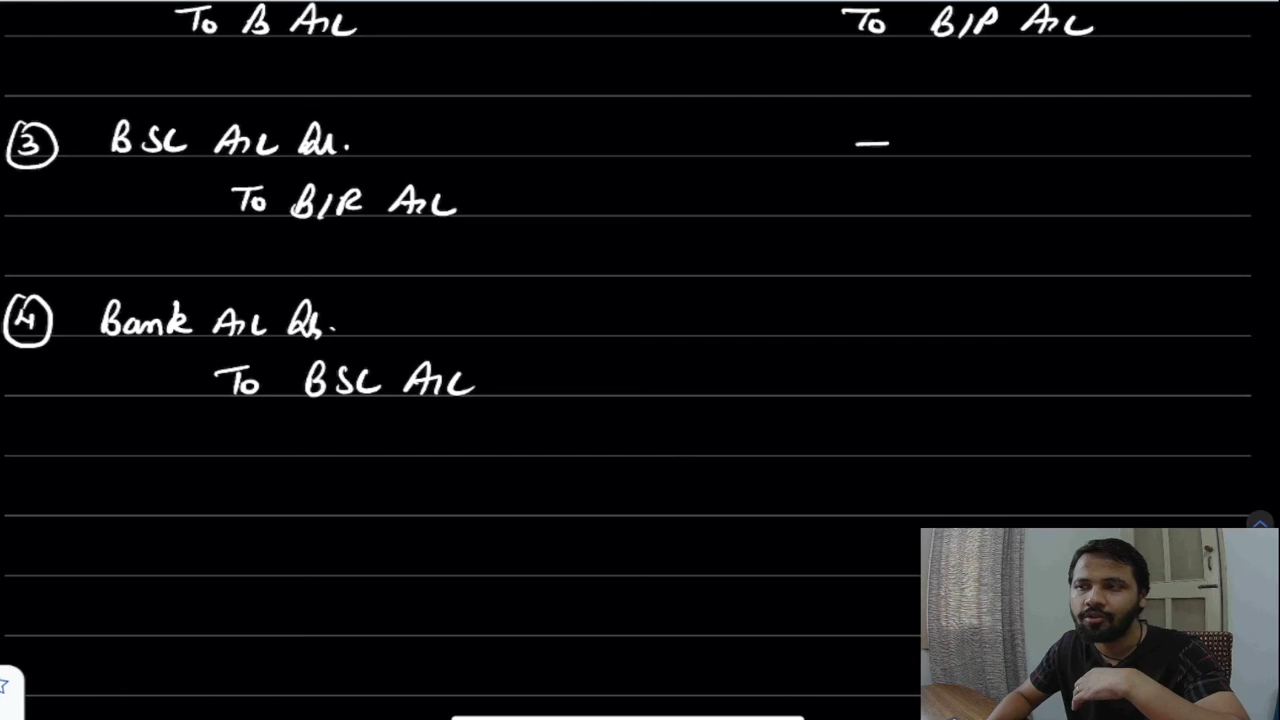 To B A/c
To B/P A/c
3 BSC A/c Dr.
—
To B/R A/c
4 Bank A/c Dr.
To BSC A/c